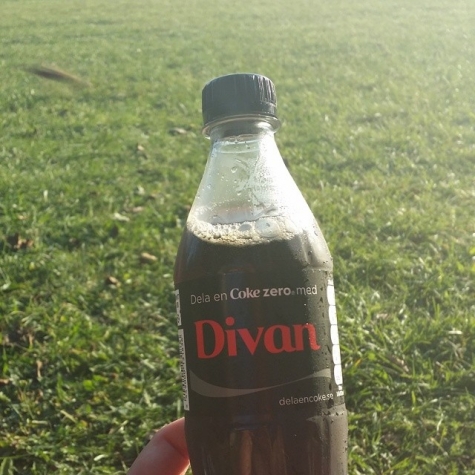 Dela en Coke zero med
Divan
delaencoke.se